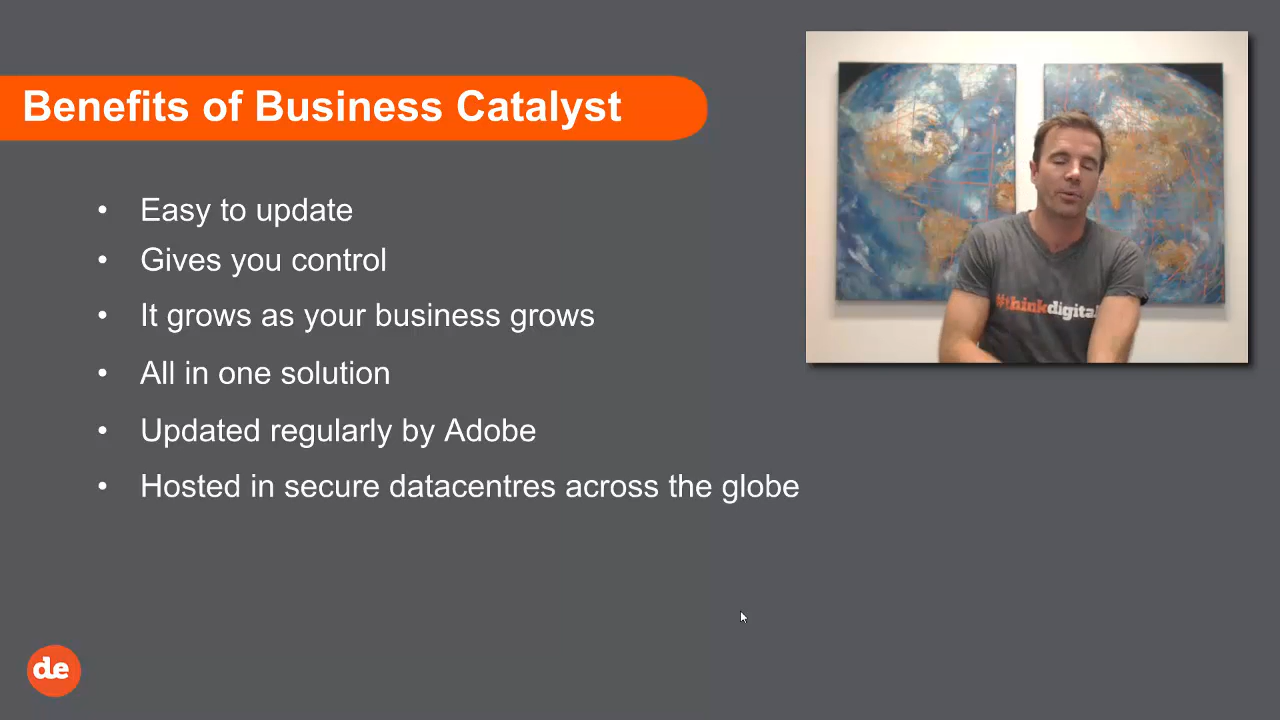 Benefits of Business Catalyst
• Easy to update
• Gives you control
• It grows as your business grows
• All in one solution
• Updated regularly by Adobe
• Hosted in secure datacentres across the globe
#thinkdigital
de